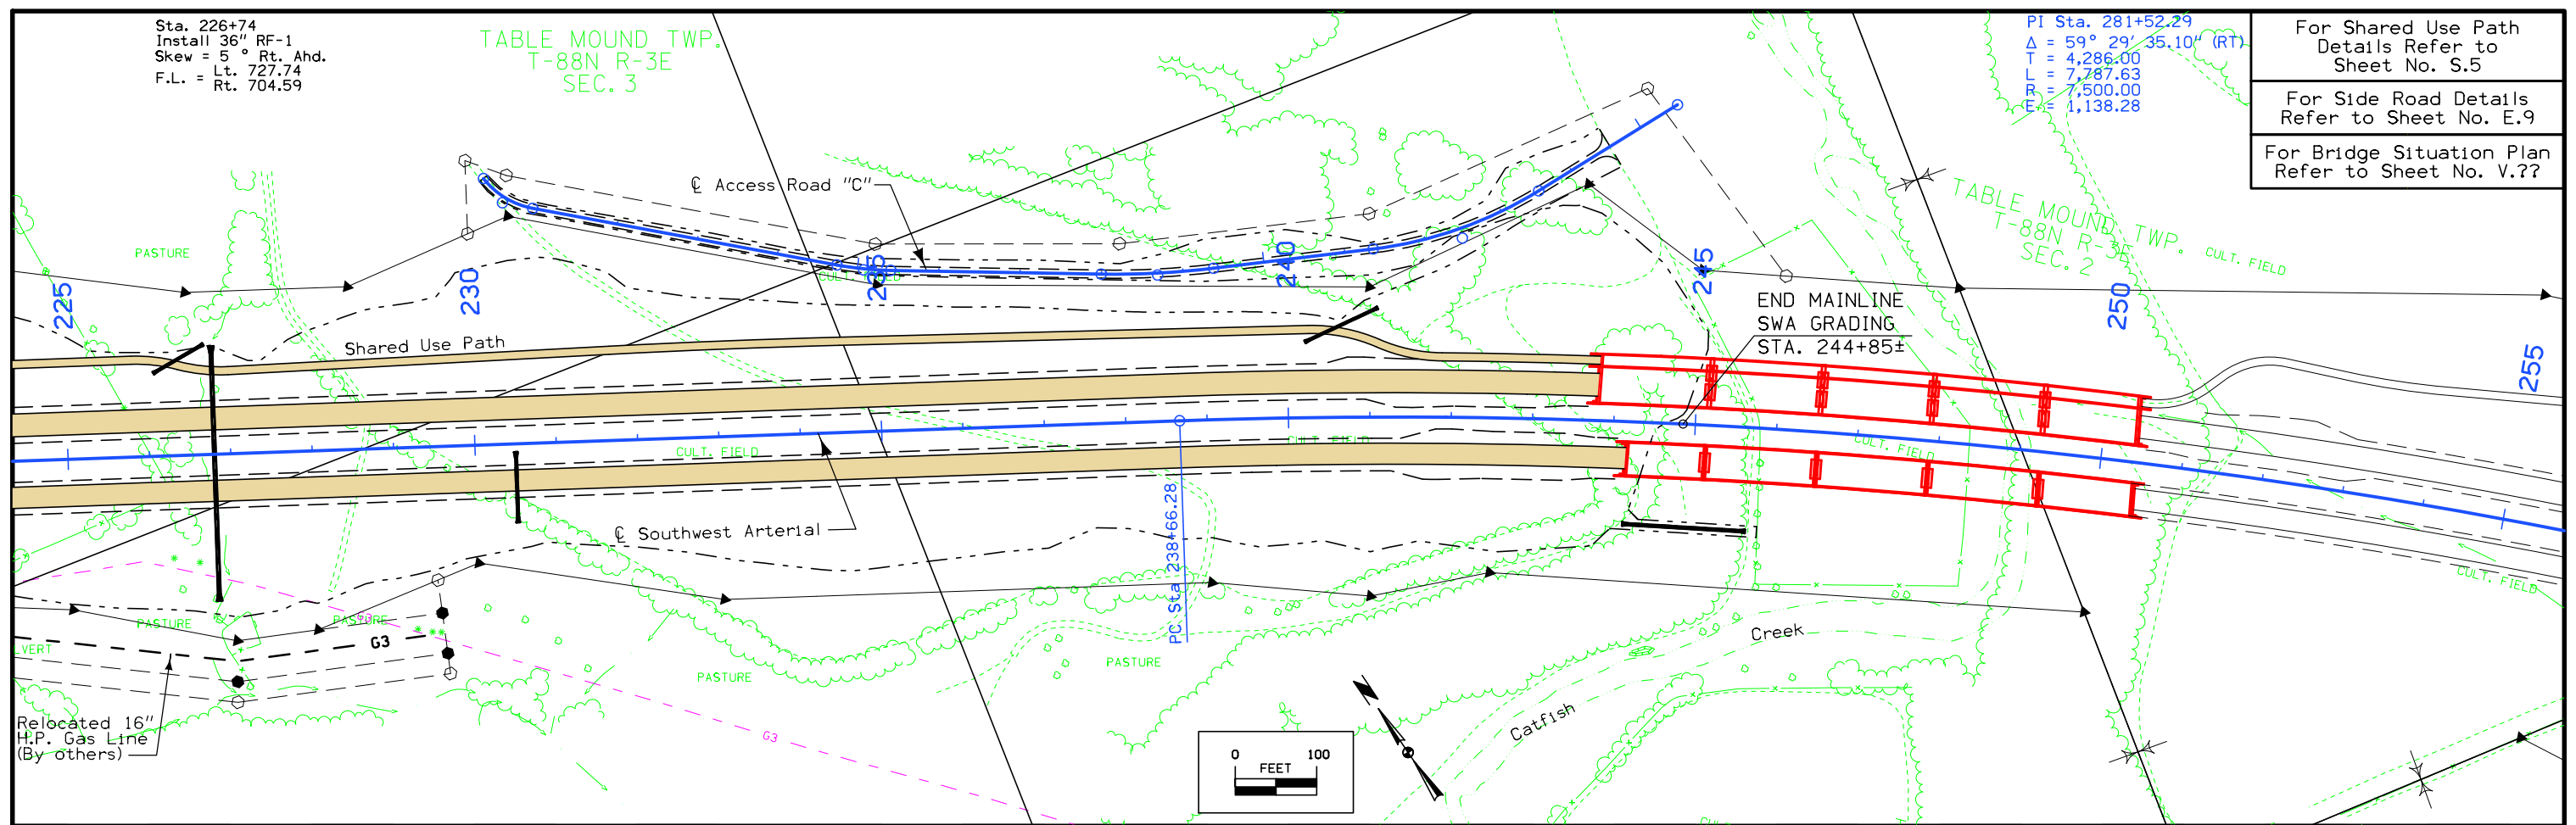 Sta. 226+74
Install 36" RF-1
Skew = 5 ° Rt. Ahd.
F.L. = Lt. 727.74
Rt. 704.59
TABLE MOUND TWP.
T-88N R-3E
SEC. 3
PI Sta. 281+52.29
Δ = 59° 29' 35.10" (RT)
T = 4,286.00
L = 7,787.63
R = 7,500.00
E = 1,138.28
For Shared Use Path
Details Refer to
Sheet No. S.5
For Side Road Details
Refer to Sheet No. E.9
For Bridge Situation Plan
Refer to Sheet No. V.??
℄ Access Road "C"
TABLE MOUND TWP.
T-88N R-3E
SEC. 2
CULT. FIELD
PASTURE
225
230
235
240
245
250
255
CULT. FIELD
END MAINLINE
SWA GRADING
STA. 244+85±
Shared Use Path
CULT. FIELD
CULT. FIELD
CULT. FIELD
℄ Southwest Arterial
PC Sta. 238+66.28
CULT. FIELD
PASTURE
PASTURE
G3
G3
LVERT
Creek
PASTURE
PASTURE
Catfish
Relocated 16"
H.P. Gas Line
(By others)
G3
0 100
FEET